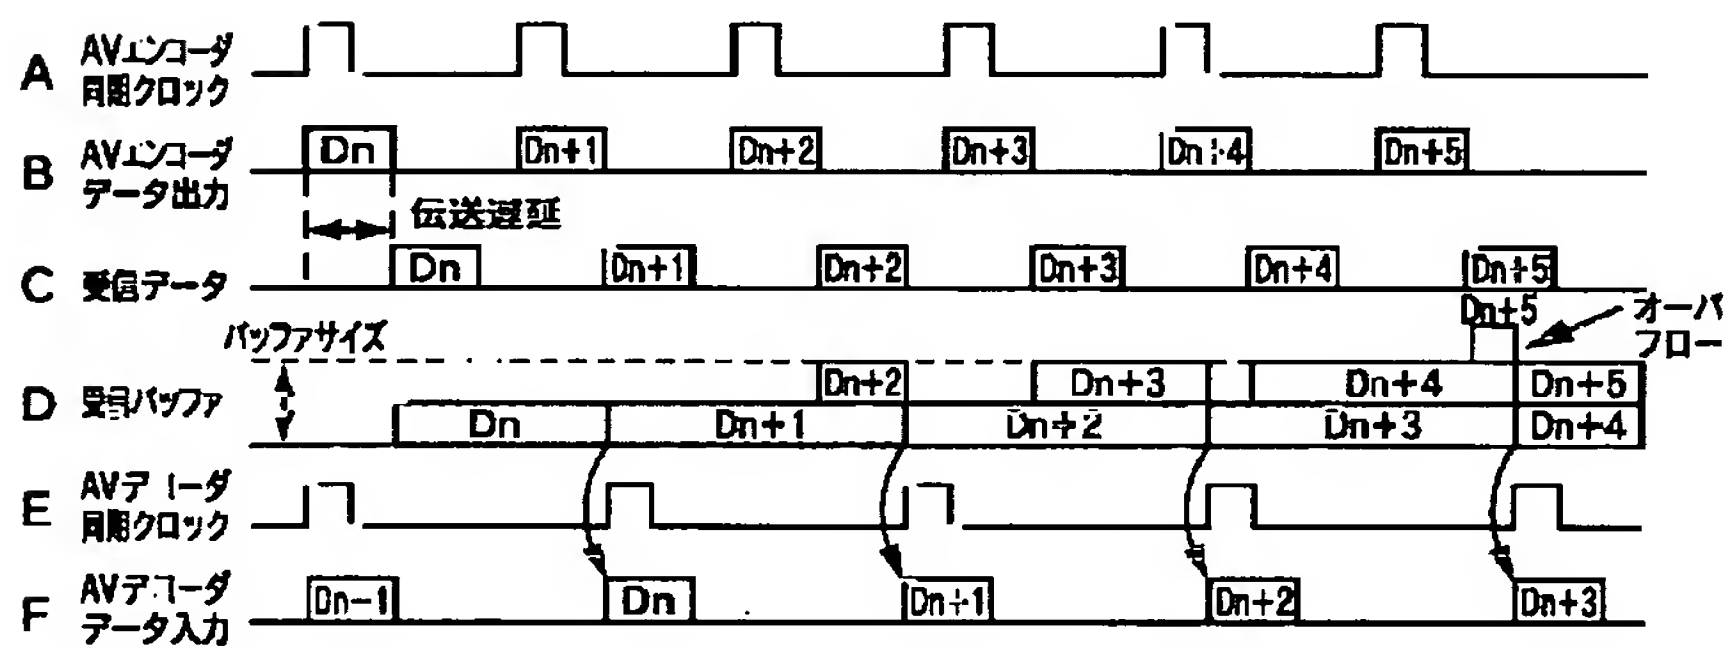 A
AVエンコーダ
同期クロック
B
AVエンコーダ
データ出力
Dn
Dn+1
Dn+2
Dn+3
Dn+4
Dn+5
伝送遅延
C
受信データ
Dn
Dn+1
Dn+2
Dn+3
Dn+4
Dn+5
Dn+5
オーバ
フロー
バッファサイズ
D
受信バッファ
Dn+2
Dn+3
Dn+4
Dn+5
Dn
Dn+1
Dn+2
Dn+3
Dn+4
E
AVデコーダ
同期クロック
F
AVデコーダ
データ入力
Dn-1
Dn
Dn+1
Dn+2
Dn+3